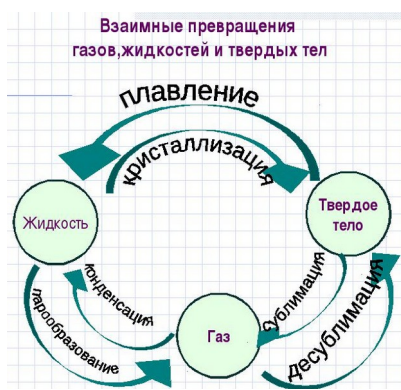 Взаимные превращения
газов,жидкостей и твердых тел
плавление
кристаллизация
Жидкость
Твердое
тело
конденсация
сублимация
парообразование
Газ
десублимация